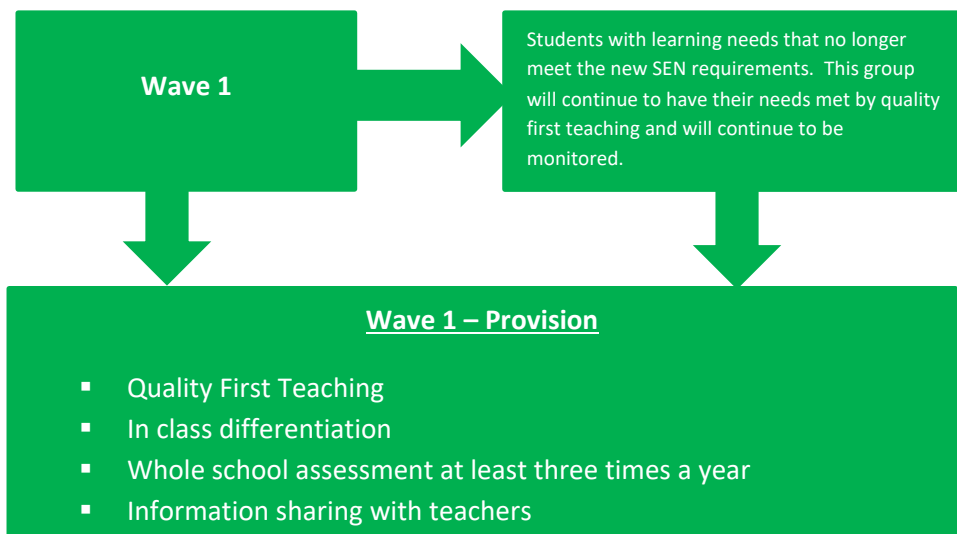 Wave 1
Students with learning needs that no longer
meet the new SEN requirements.  This group
will continue to have their needs met by quality
first teaching and will continue to be
monitored.
Wave 1 – Provision
▪ Quality First Teaching
▪ In class differentiation
▪ Whole school assessment at least three times a year
▪ Information sharing with teachers